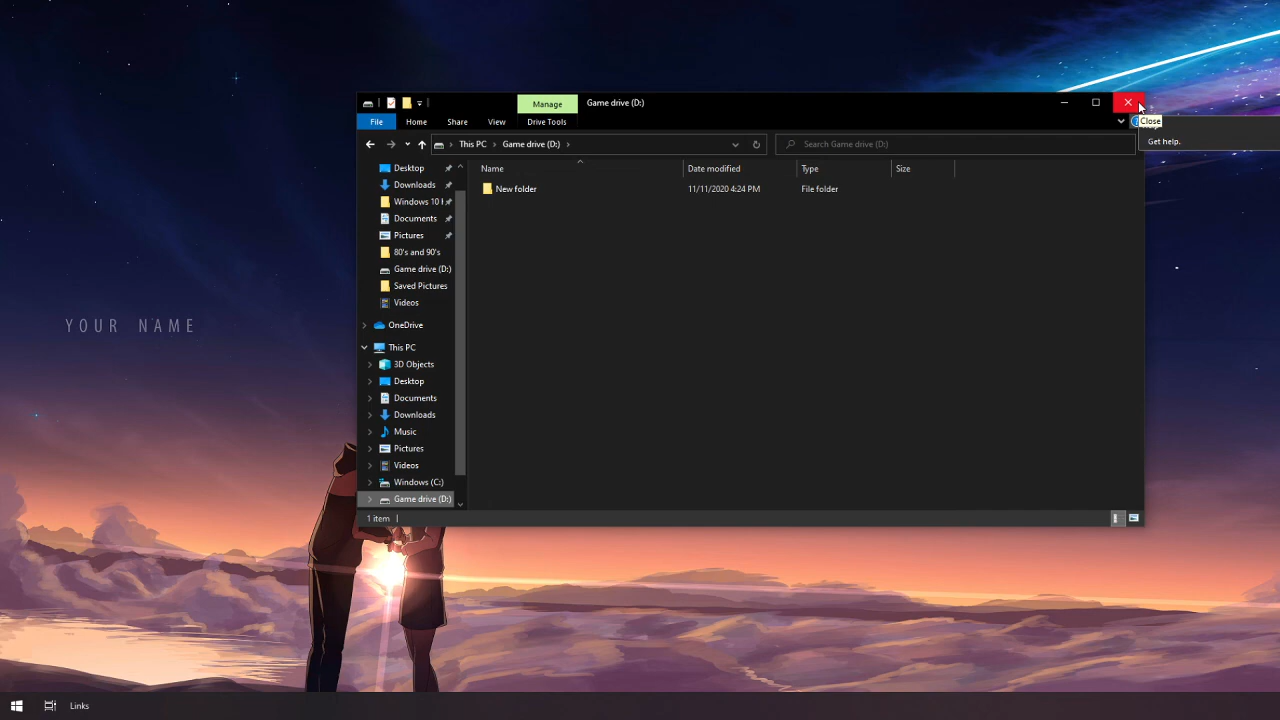 Manage
Game drive (D:)
File
Home
Share
View
Drive Tools
Close
Get help.
This PC
Game drive (D:)
Search Game drive (D:)
Name
Date modified
Type
Size
New folder
11/11/2020 4:24 PM
File folder
Desktop
Downloads
Windows 10
Documents
Pictures
80's and 90's
Game drive (D:)
Saved Pictures
Videos
OneDrive
This PC
3D Objects
Desktop
Documents
Downloads
Music
Pictures
Videos
Windows (C:)
Game drive (D:)
1 item
YOUR NAME
Links